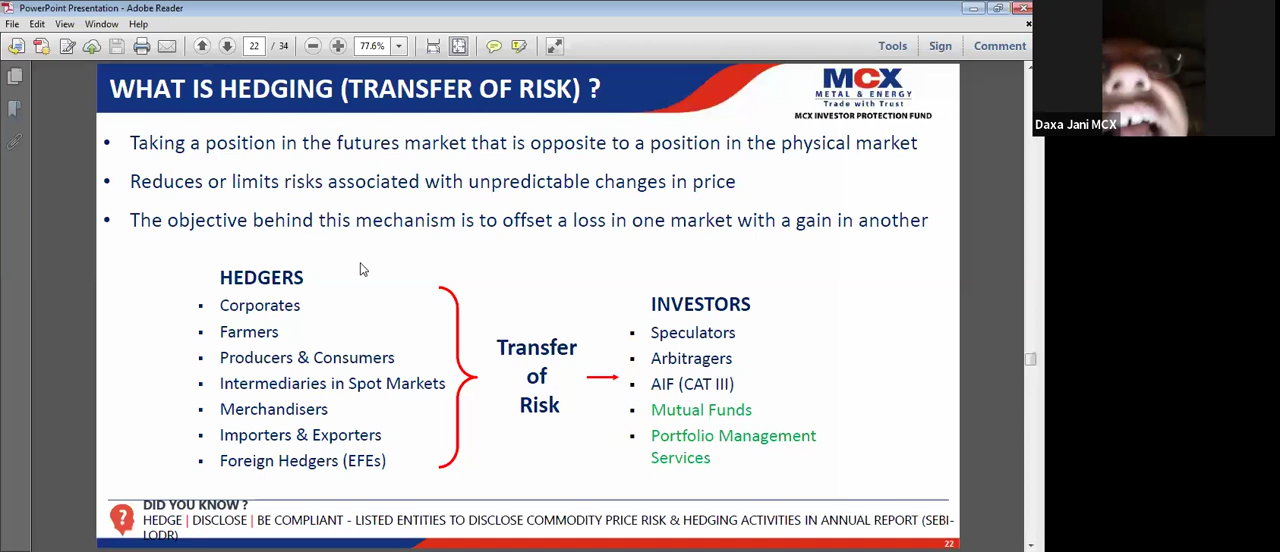 PowerPoint Presentation - Adobe Reader
File Edit View Window Help
22 / 34 77.6% Tools Sign Comment
WHAT IS HEDGING (TRANSFER OF RISK) ?
MCX
METAL & ENERGY
Trade with Trust
MCX INVESTOR PROTECTION FUND
Daxa Jani MCX
• Taking a position in the futures market that is opposite to a position in the physical market
• Reduces or limits risks associated with unpredictable changes in price
• The objective behind this mechanism is to offset a loss in one market with a gain in another
HEDGERS
▪ Corporates
▪ Farmers
▪ Producers & Consumers
▪ Intermediaries in Spot Markets
▪ Merchandisers
▪ Importers & Exporters
▪ Foreign Hedgers (EFEs)
Transfer
of
Risk
INVESTORS
▪ Speculators
▪ Arbitragers
▪ AIF (CAT III)
▪ Mutual Funds
▪ Portfolio Management
Services
?
DID YOU KNOW ?
HEDGE | DISCLOSE | BE COMPLIANT - LISTED ENTITIES TO DISCLOSE COMMODITY PRICE RISK & HEDGING ACTIVITIES IN ANNUAL REPORT (SEBI-
LODR)
22